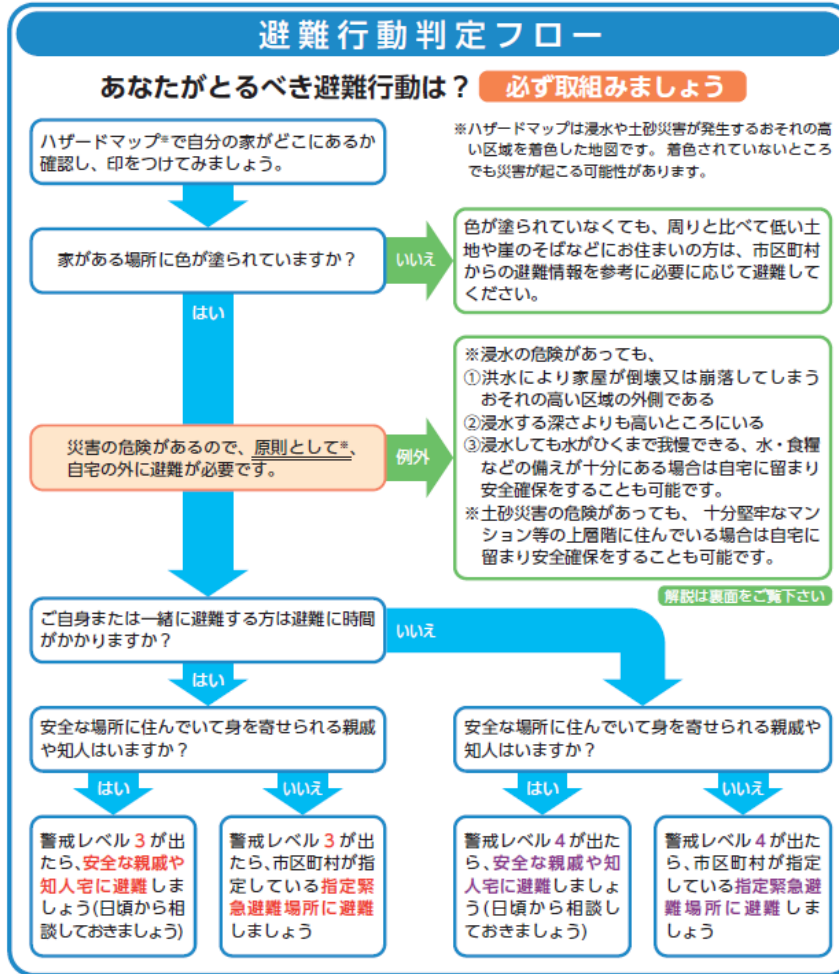 避難行動判定フロー
あなたがとるべき避難行動は？ 必ず取組みましょう
ハザードマップ※で自分の家がどこにあるか
確認し、印をつけてみましょう。
※ハザードマップは浸水や土砂災害が発生するおそれの高
い区域を着色した地図です。 着色されていないところ
でも災害が起こる可能性があります。
家がある場所に色が塗られていますか？
いいえ
色が塗られていなくても、周りと比べて低い土
地や崖のそばなどにお住まいの方は、市区町村
からの避難情報を参考に必要に応じて避難して
ください。
はい
災害の危険があるので、原則として※、
自宅の外に避難が必要です。
例外
※浸水の危険があっても、
①洪水により家屋が倒壊又は崩落してしまう
おそれの高い区域の外側である
②浸水する深さよりも高いところにいる
③浸水しても水がひくまで我慢できる、水・食糧
などの備えが十分にある場合は自宅に留まり
安全確保をすることも可能です。
※土砂災害の危険があっても、 十分堅牢なマン
ション等の上層階に住んでいる場合は自宅に
留まり安全確保をすることも可能です。
解説は裏面をご覧下さい
ご自身または一緒に避難する方は避難に時間
がかかりますか？
いいえ
はい
安全な場所に住んでいて身を寄せられる親戚
や知人はいますか？
はい
いいえ
警戒レベル3が出
たら、安全な親戚や
知人宅に避難しま
しょう(日頃から相
談しておきましょう)
警戒レベル3が出
たら、市区町村が指
定している指定緊
急避難場所に避難
しましょう
安全な場所に住んでいて身を寄せられる親戚
や知人はいますか？
はい
いいえ
警戒レベル4が出た
ら、安全な親戚や知
人宅に避難しましょ
う(日頃から相談し
ておきましょう)
警戒レベル4が出た
ら、市区町村が指定
している指定緊急避
難場所に避難しま
しょう